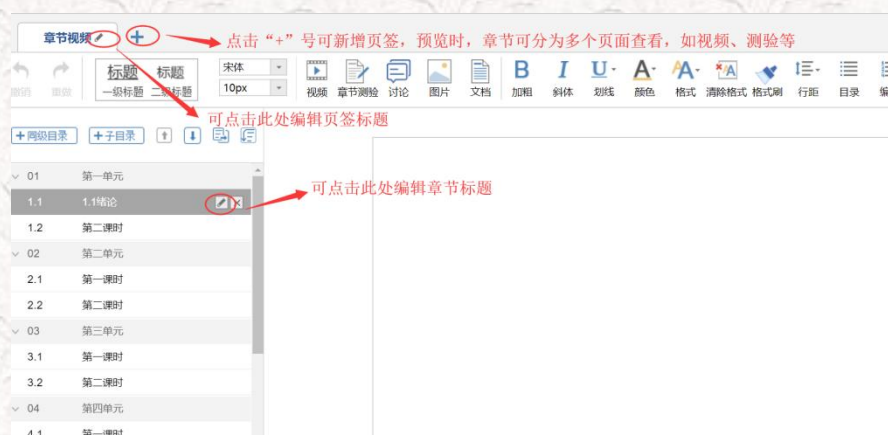 章节视频
点击“+”号可新增页签，预览时，章节可分为多个页面查看，如视频、测验等
撤销 重做 标题 一级标题 标题 二级标题 宋体 10px 视频 章节测验 讨论 图片 文档 B 加粗 I 斜体 U 划线 A 颜色 格式 清除格式 格式刷 行距 目录
可点击此处编辑页签标题
+同级目录 +子目录
01 第一单元
可点击此处编辑章节标题
1.1 1.1绪论
1.2 第二课时
02 第二单元
2.1 第一课时
2.2 第二课时
03 第三单元
3.1 第一课时
3.2 第二课时
04 第四单元
4.1 第一课时